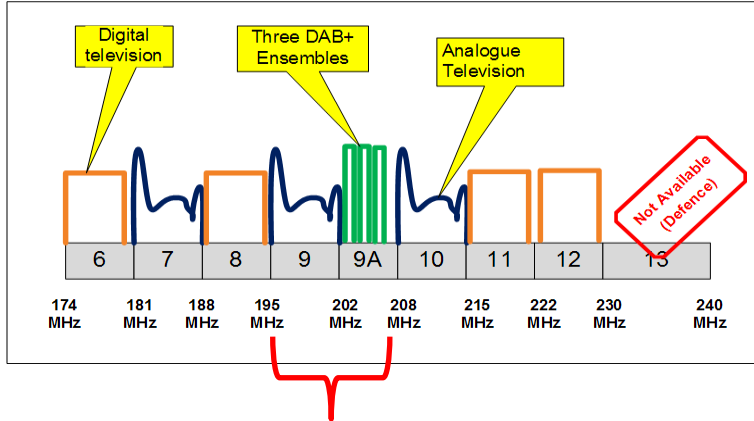 Digital
television
Three DAB+
Ensembles
Analogue
Television
Not Available
(Defence)
6 7 8 9 9A 10 11 12 13
174 181 188 195 202 208 215 222 230 240
MHz MHz MHz MHz MHz MHz MHz MHz MHz MHz